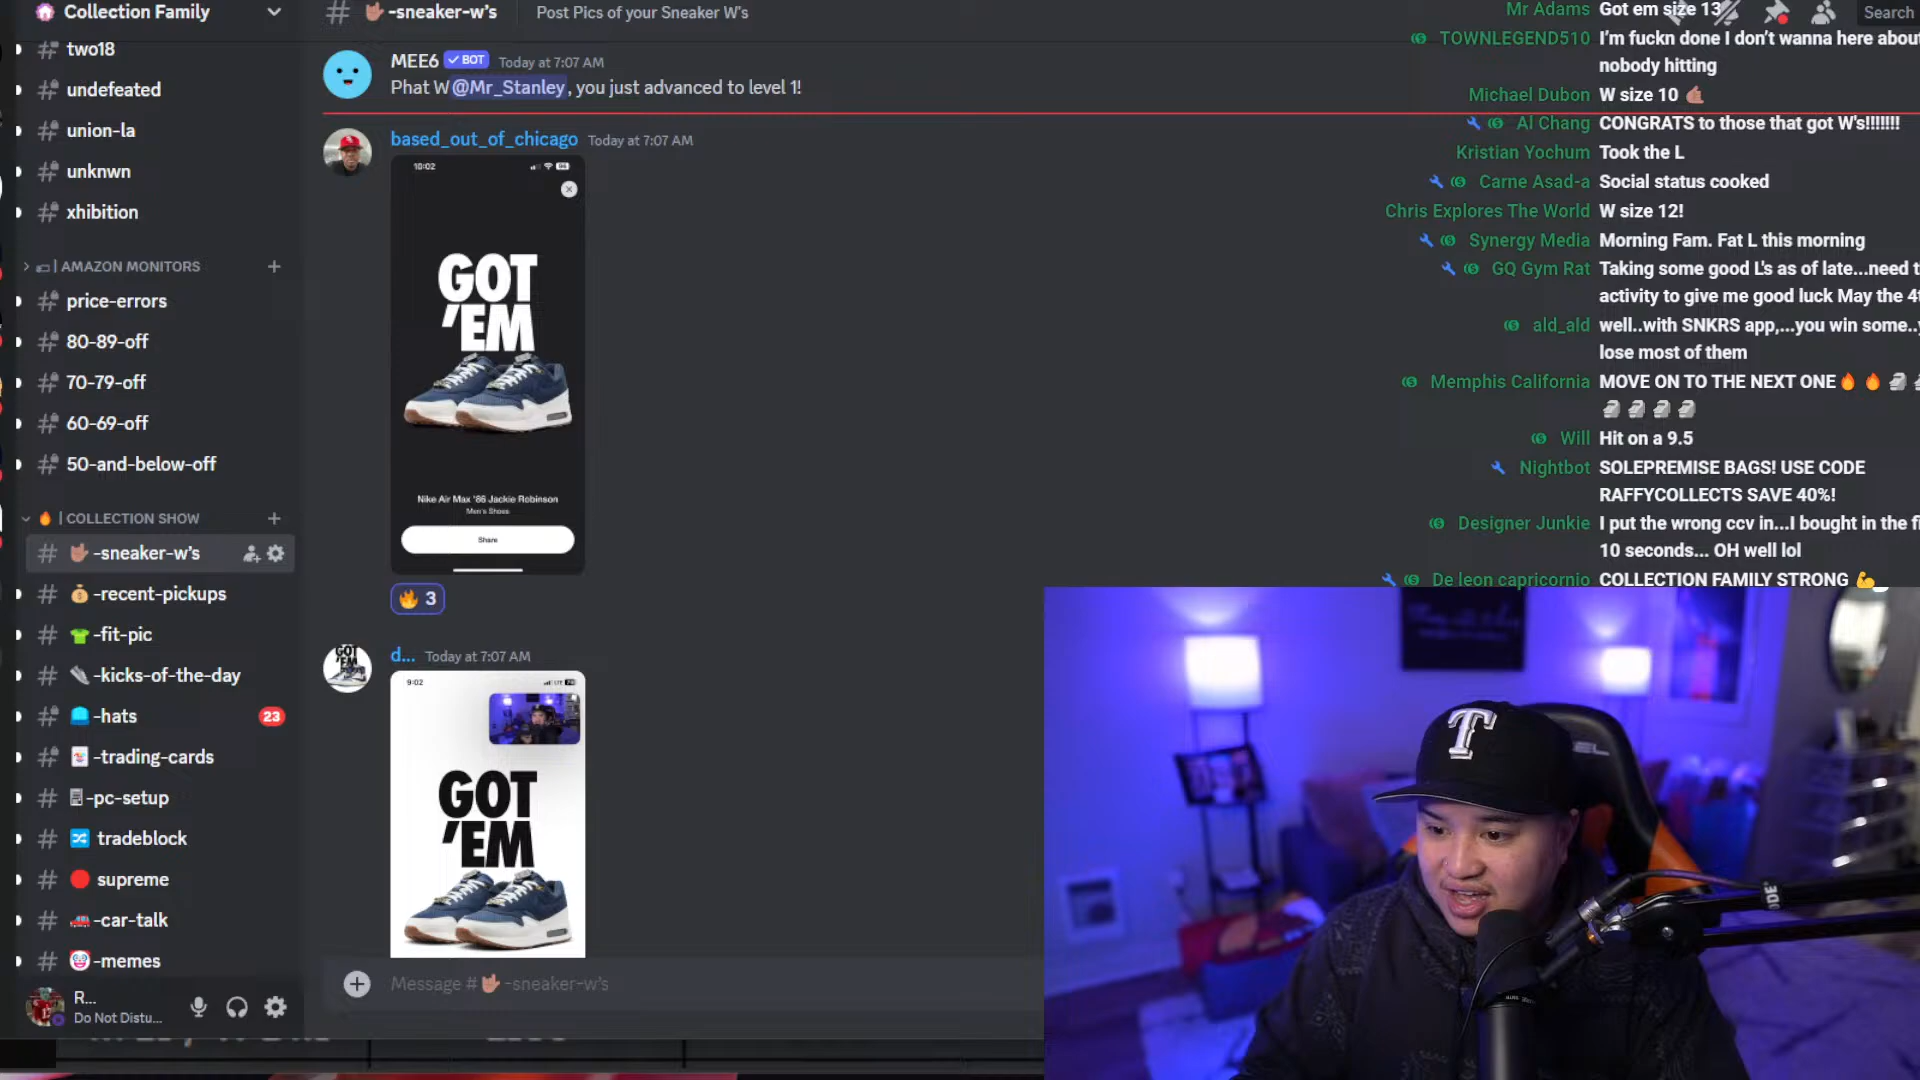 Collection Family
two18
undefeated
union-la
unknwn
xhibition
| AMAZON MONITORS
price-errors
80-89-off
70-79-off
60-69-off
50-and-below-off
| COLLECTION SHOW
-sneaker-w's
-recent-pickups
-fit-pic
-kicks-of-the-day
-hats
23
-trading-cards
-pc-setup
tradeblock
supreme
-car-talk
-memes
R...
Do Not Distu...
-sneaker-w's
Post Pics of your Sneaker W's
MEE6 BOT Today at 7:07 AM
Phat W @Mr_Stanley, you just advanced to level 1!
based_out_of_chicago Today at 7:07 AM
10:02
GOT
'EM
Nike Air Max '86 Jackie Robinson
Men's Shoes
Share
3
d... Today at 7:07 AM
9:02
GOT
'EM
Message # -sneaker-w's
Search
Mr Adams Got em size 13
TOWNLEGEND510 I'm fuckn done I don't wanna here about
nobody hitting
Michael Dubon W size 10
Al Chang CONGRATS to those that got W's!!!!!!!
Kristian Yochum Took the L
Carne Asad-a Social status cooked
Chris Explores The World W size 12!
Synergy Media Morning Fam. Fat L this morning
GQ Gym Rat Taking some good L's as of late...need
activity to give me good luck May the
ald_ald well..with SNKRS app,...you win some..
lose most of them
Memphis California MOVE ON TO THE NEXT ONE
Will Hit on a 9.5
Nightbot SOLEPREMISE BAGS! USE CODE
RAFFYCOLLECTS SAVE 40%!
Designer Junkie I put the wrong ccv in...I bought in the
10 seconds... OH well lol
De leon capricornio COLLECTION FAMILY STRONG
T
RODE